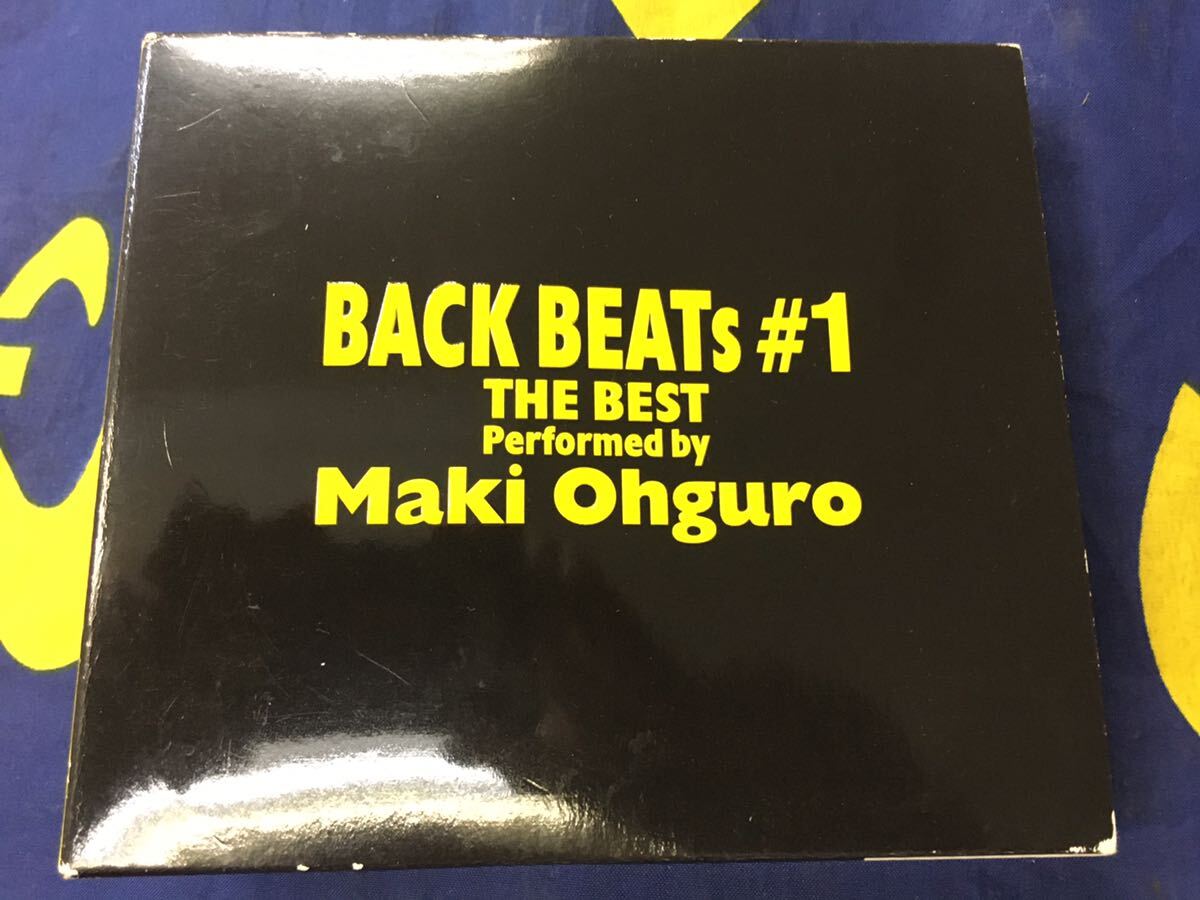 BACK BEATs #1
THE BEST
Performed by
Maki Ohguro